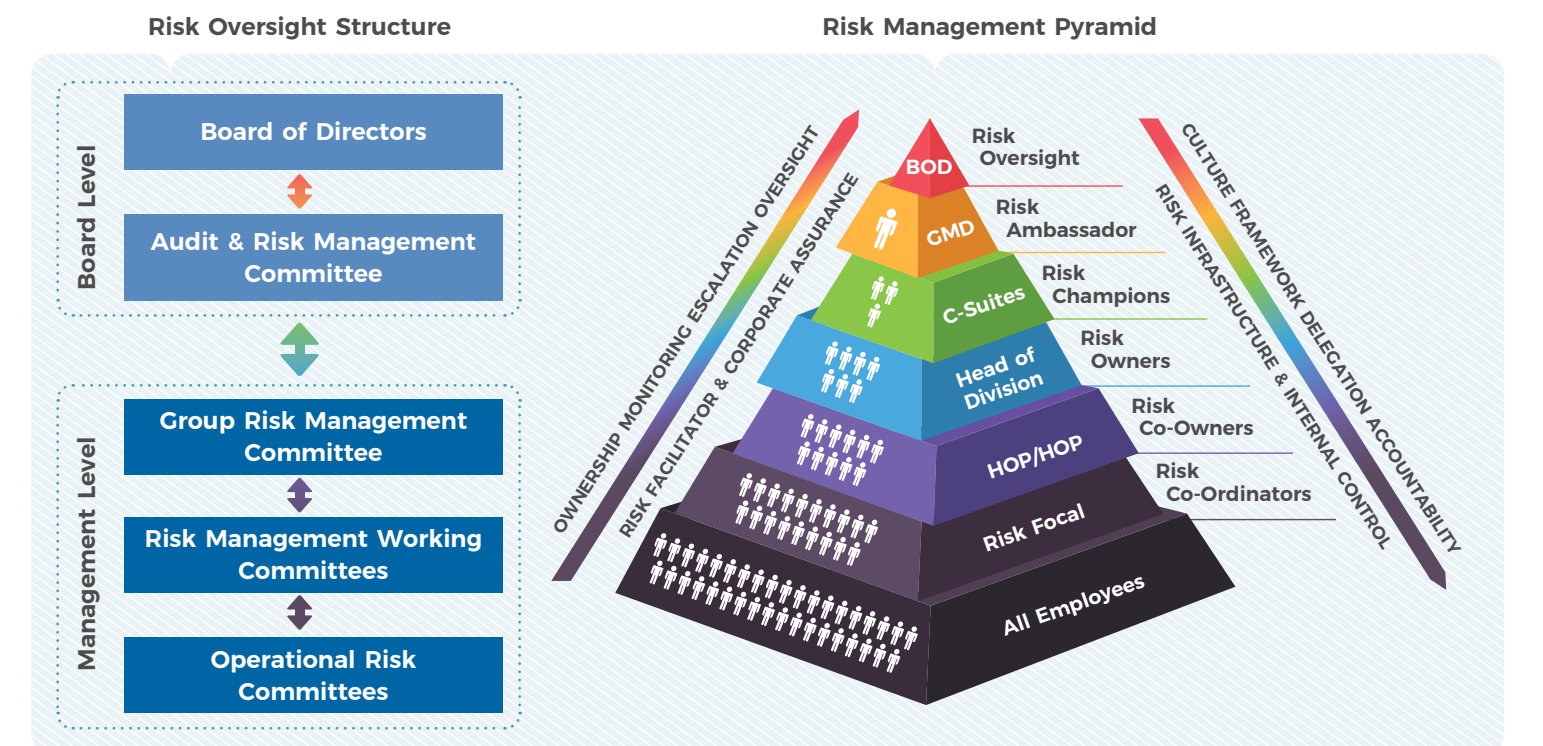 Risk Oversight Structure
Board Level
Board of Directors
Audit & Risk Management
Committee
Management Level
Group Risk Management
Committee
Risk Management Working
Committees
Operational Risk
Committees
Risk Management Pyramid
OWNERSHIP MONITORING ESCALATION OVERSIGHT
RISK FACILITATOR & CORPORATE ASSURANCE
BOD
Risk
Oversight
GMD
Risk
Ambassador
C-Suites
Risk
Champions
Head of
Division
Risk
Owners
HOP/HOP
Risk
Co-Owners
Risk Focal
Risk
Co-Ordinators
All Employees
CULTURE FRAMEWORK DELEGATION ACCOUNTABILITY
RISK INFRASTRUCTURE & INTERNAL CONTROL